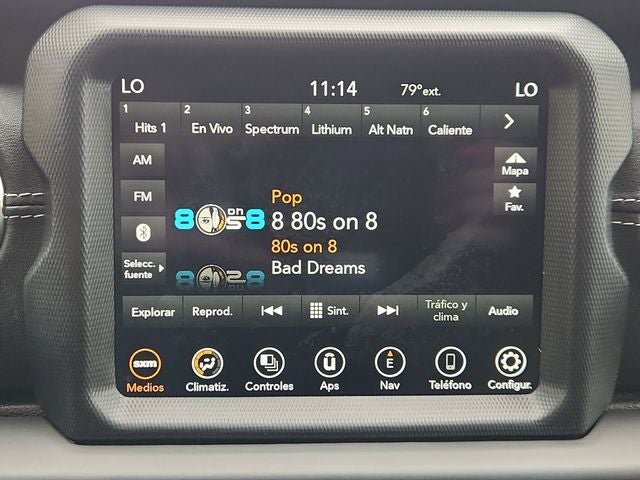 LO 11:14 79°ext. LO
1 2 3 4 5 6
Hits 1 En Vivo Spectrum Lithium Alt Natn Caliente
AM
Mapa
FM
Fav.
Pop
8 80s on 8
80s on 8
Bad Dreams
Selecc.
fuente
Explorar Reprod. Sint. Tráfico y
clima
Audio
sxm ü E
Medios Climatiz. Controles Aps Nav Teléfono Configur.